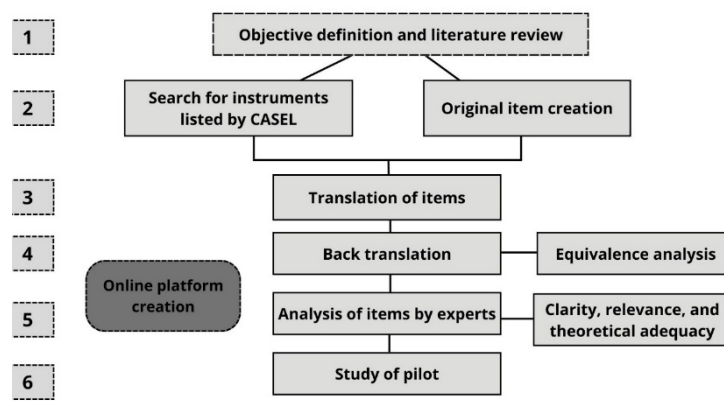 1
Objective definition and literature review
2
Search for instruments
listed by CASEL
Original item creation
3
Translation of items
4
Back translation
Equivalence analysis
Online platform
creation
5
Analysis of items by experts
Clarity, relevance, and
theoretical adequacy
6
Study of pilot